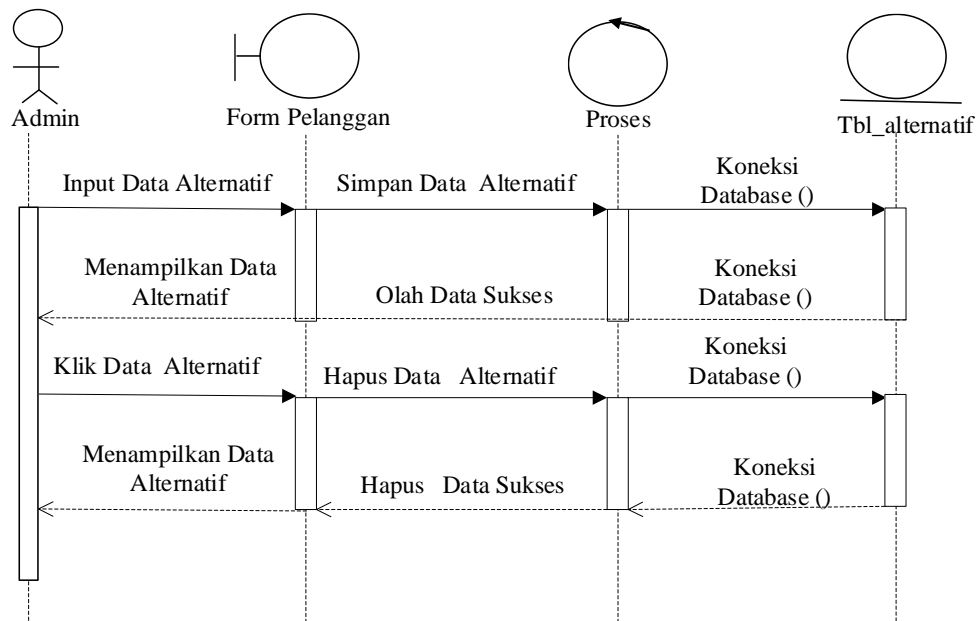 Admin
Form Pelanggan
Proses
Tbl_alternatif
Input Data Alternatif
Simpan Data Alternatif
Koneksi
Database ()
Menampilkan Data
Alternatif
Olah Data Sukses
Koneksi
Database ()
Klik Data Alternatif
Hapus Data Alternatif
Koneksi
Database ()
Menampilkan Data
Alternatif
Hapus Data Sukses
Koneksi
Database ()